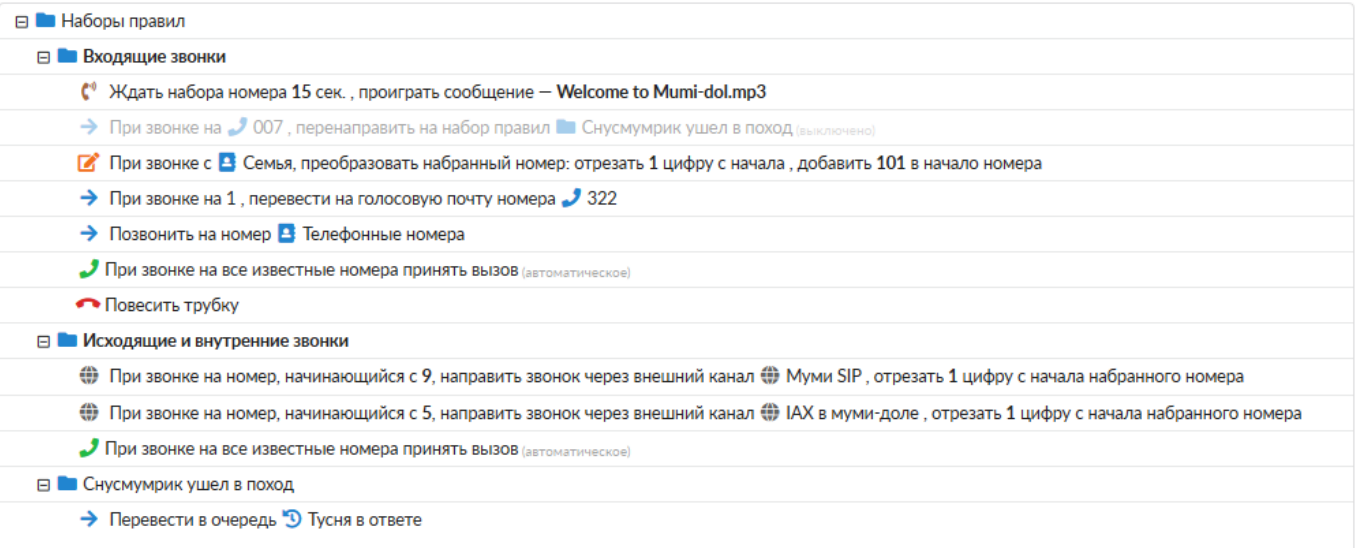 Наборы правил
Входящие звонки
Ждать набора номера 15 сек. , проиграть сообщение — Welcome to Mumi-dol.mp3
При звонке на 007 , перенаправить на набор правил Снусмумрик ушел в поход (выключено)
При звонке с Семья, преобразовать набранный номер: отрезать 1 цифру с начала , добавить 101 в начало номера
При звонке на 1 , перевести на голосовую почту номера 322
Позвонить на номер Телефонные номера
При звонке на все известные номера принять вызов (автоматическое)
Повесить трубку
Исходящие и внутренние звонки
При звонке на номер, начинающийся с 9, направить звонок через внешний канал Муми SIP , отрезать 1 цифру с начала набранного номера
При звонке на номер, начинающийся с 5, направить звонок через внешний канал IAX в муми-доле , отрезать 1 цифру с начала набранного номера
При звонке на все известные номера принять вызов (автоматическое)
Снусмумрик ушел в поход
Перевести в очередь Тусня в ответе